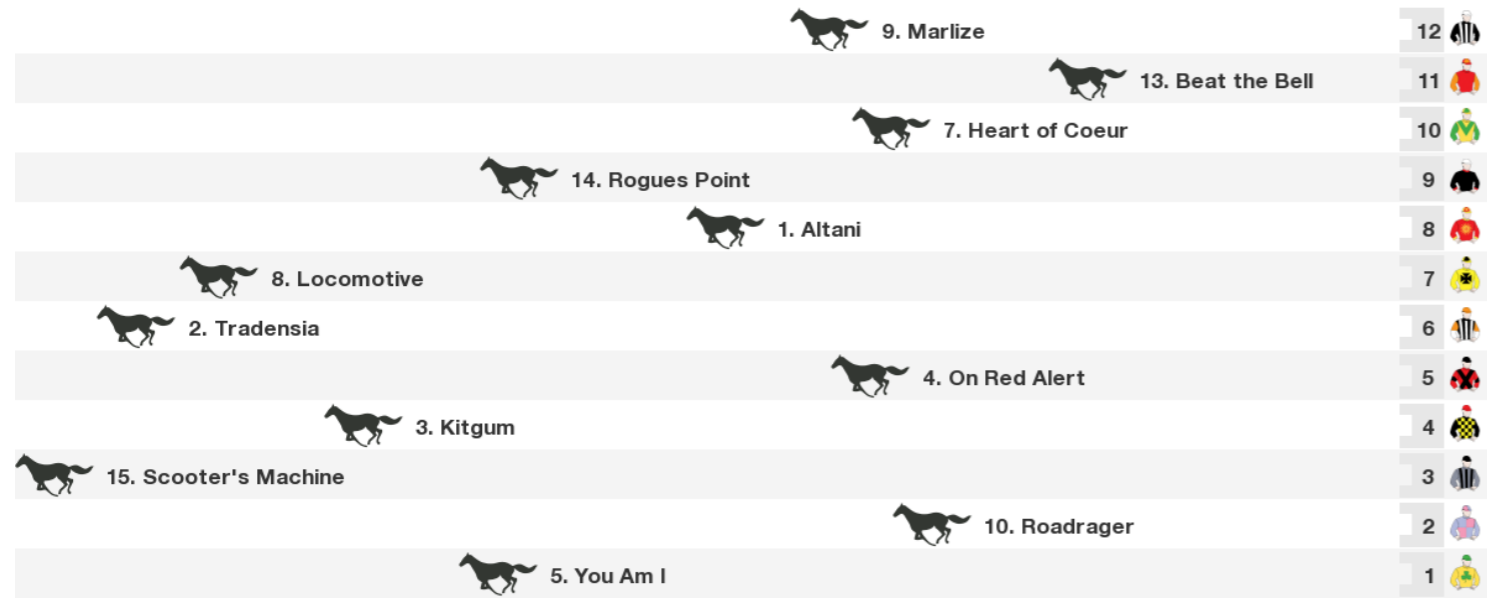 9. Marlize 12
13. Beat the Bell 11
7. Heart of Coeur 10
14. Rogues Point 9
1. Altani 8
8. Locomotive 7
2. Tradensia 6
4. On Red Alert 5
3. Kitgum 4
15. Scooter's Machine 3
10. Roadrager 2
5. You Am I 1